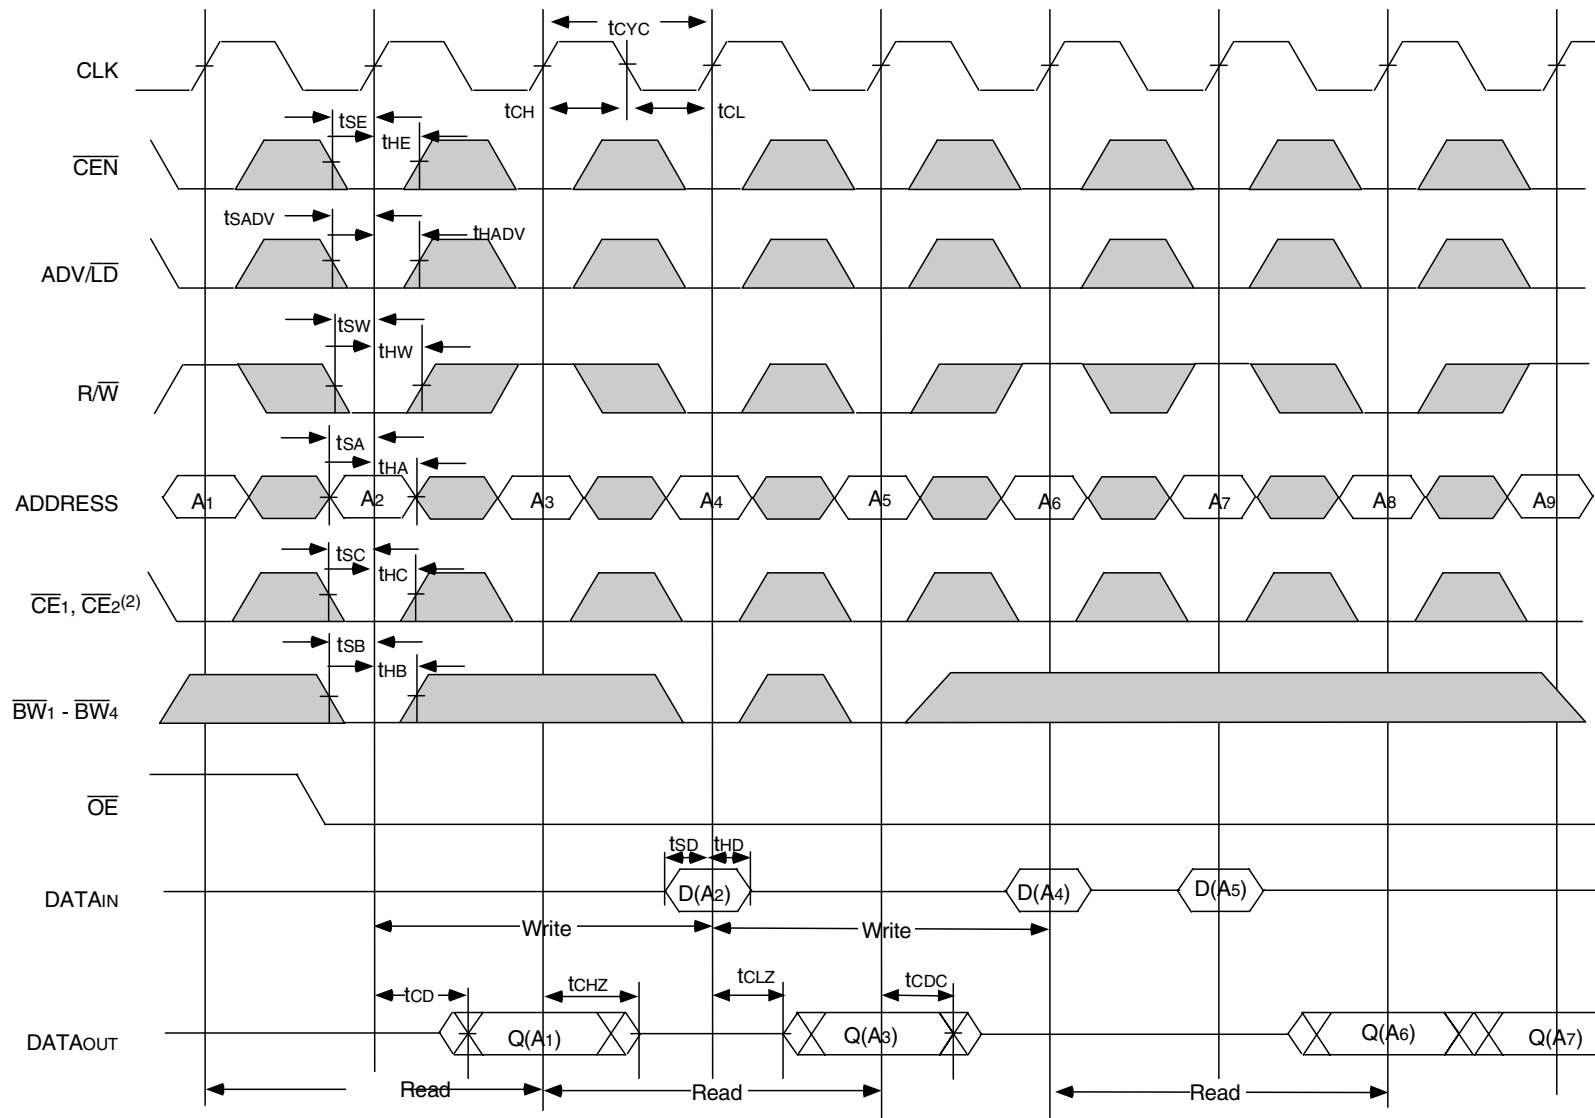 tCYC
CLK
tCH
tCL
tSE
tHE
CEN
tSADV
tHADV
ADV/LD
tSW
tHW
R/W
tSA
tHA
ADDRESS A1 A2 A3 A4 A5 A6 A7 A8 A9
tSC
tHC
CE1, CE2(2)
tSB
tHB
BW1 - BW4
OE
tSD tHD
DATAIN D(A2) D(A4) D(A5)
Write Write
tCD tCHZ tCLZ tCDC
DATAOUT Q(A1) Q(A3) Q(A6) Q(A7)
Read Read Read